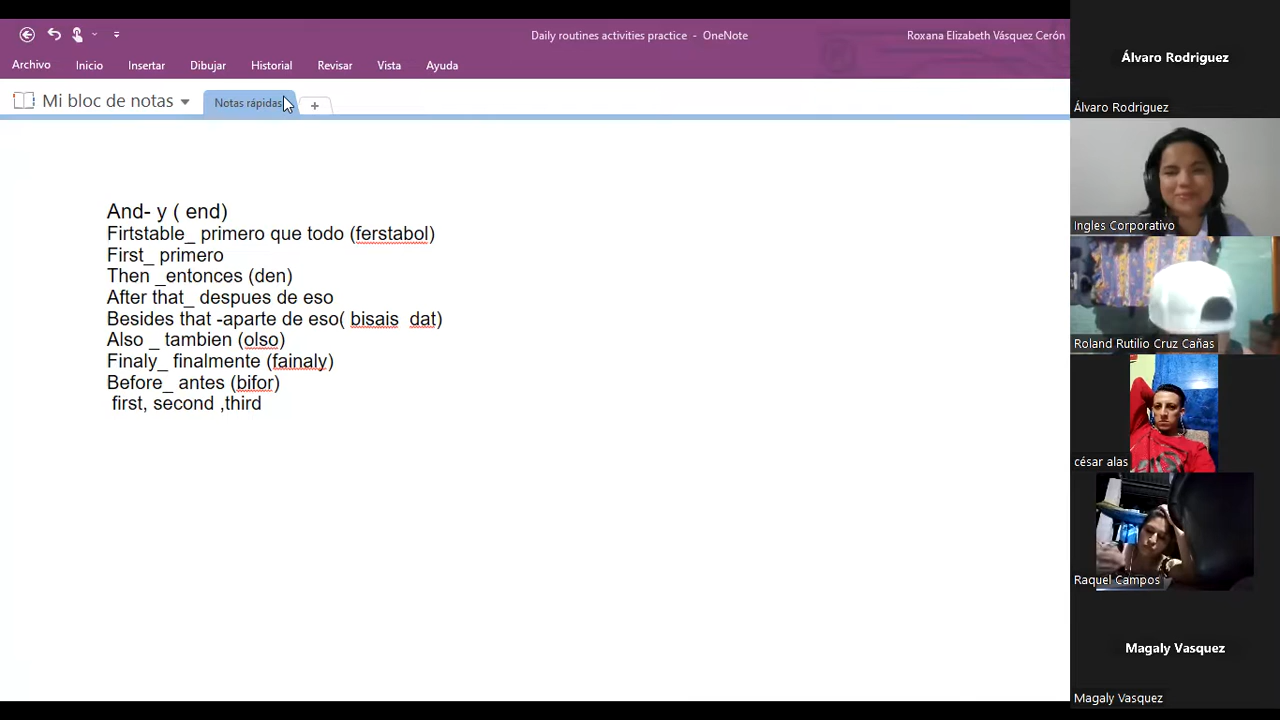 Daily routines activities practice - OneNote
Roxana Elizabeth Vásquez Cerón
Archivo
Inicio
Insertar
Dibujar
Historial
Revisar
Vista
Ayuda
Mi bloc de notas
Notas rápidas
+
And- y ( end)
Firtstable_ primero que todo (ferstabol)
First_ primero
Then _entonces (den)
After that_ despues de eso
Besides that -aparte de eso( bisais dat)
Also _ tambien (olso)
Finaly_ finalmente (fainaly)
Before_ antes (bifor)
first, second ,third
Álvaro Rodriguez
Álvaro Rodriguez
Ingles Corporativo
Roland Rutilio Cruz Cañas
césar alas
Raquel Campos
Magaly Vasquez
Magaly Vasquez